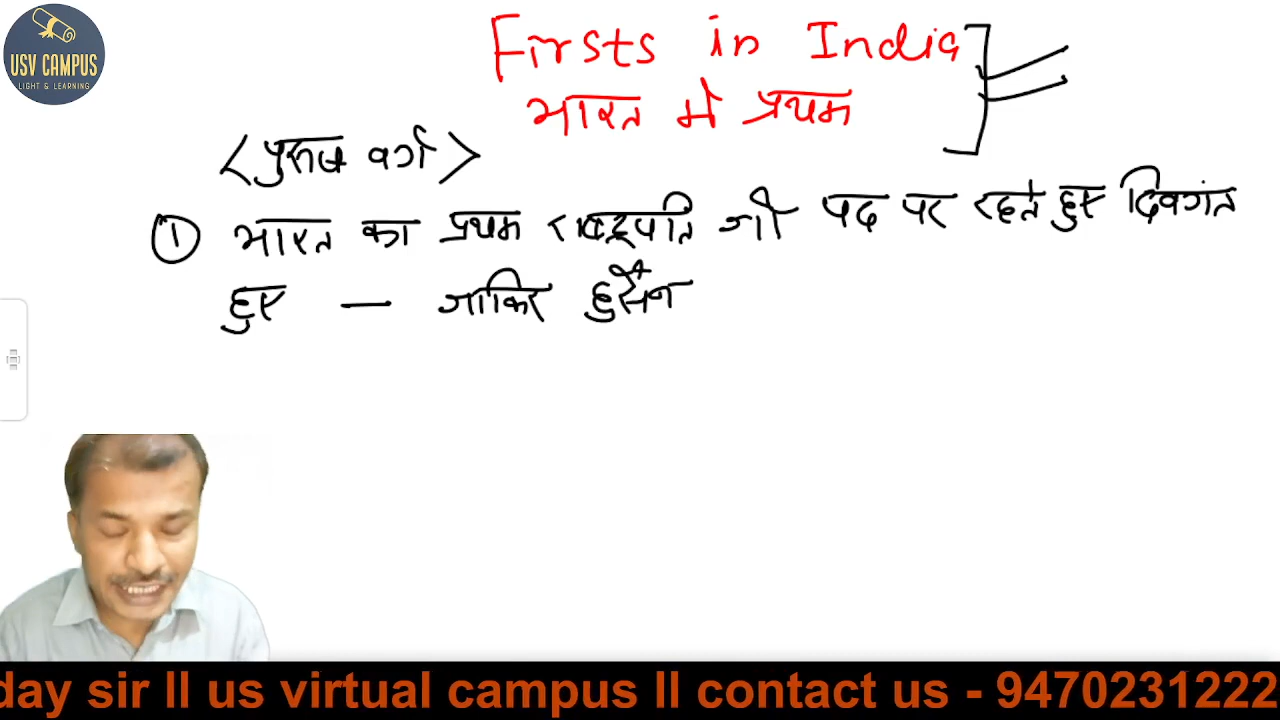 USV CAMPUS
LIGHT & LEARNING
Firsts in India
भारत में प्रथम
<पुरुष वर्ग>
① भारत का प्रथम राष्ट्रपति जो पद पर रहते हुए दिवगंत
हुए — जाकिर हुसैन
day sir ll us virtual campus ll contact us - 9470231222